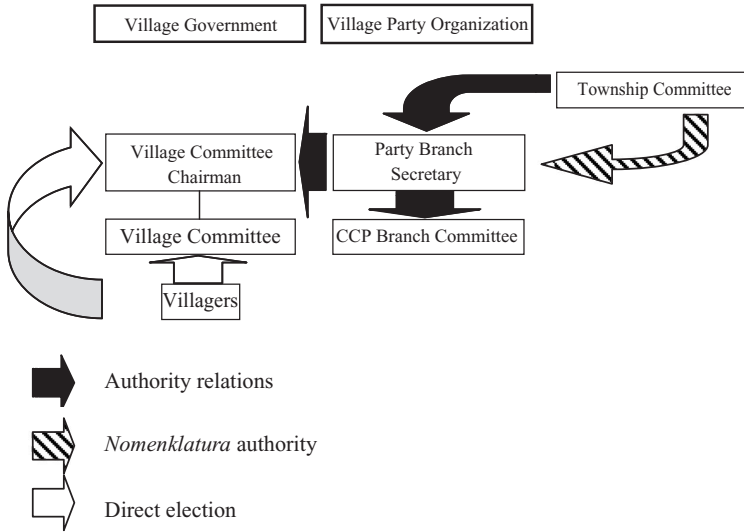 Village Government
Village Party Organization
Township Committee
Village Committee
Chairman
Party Branch
Secretary
Village Committee
CCP Branch Committee
Villagers
Authority relations
Nomenklatura authority
Direct election